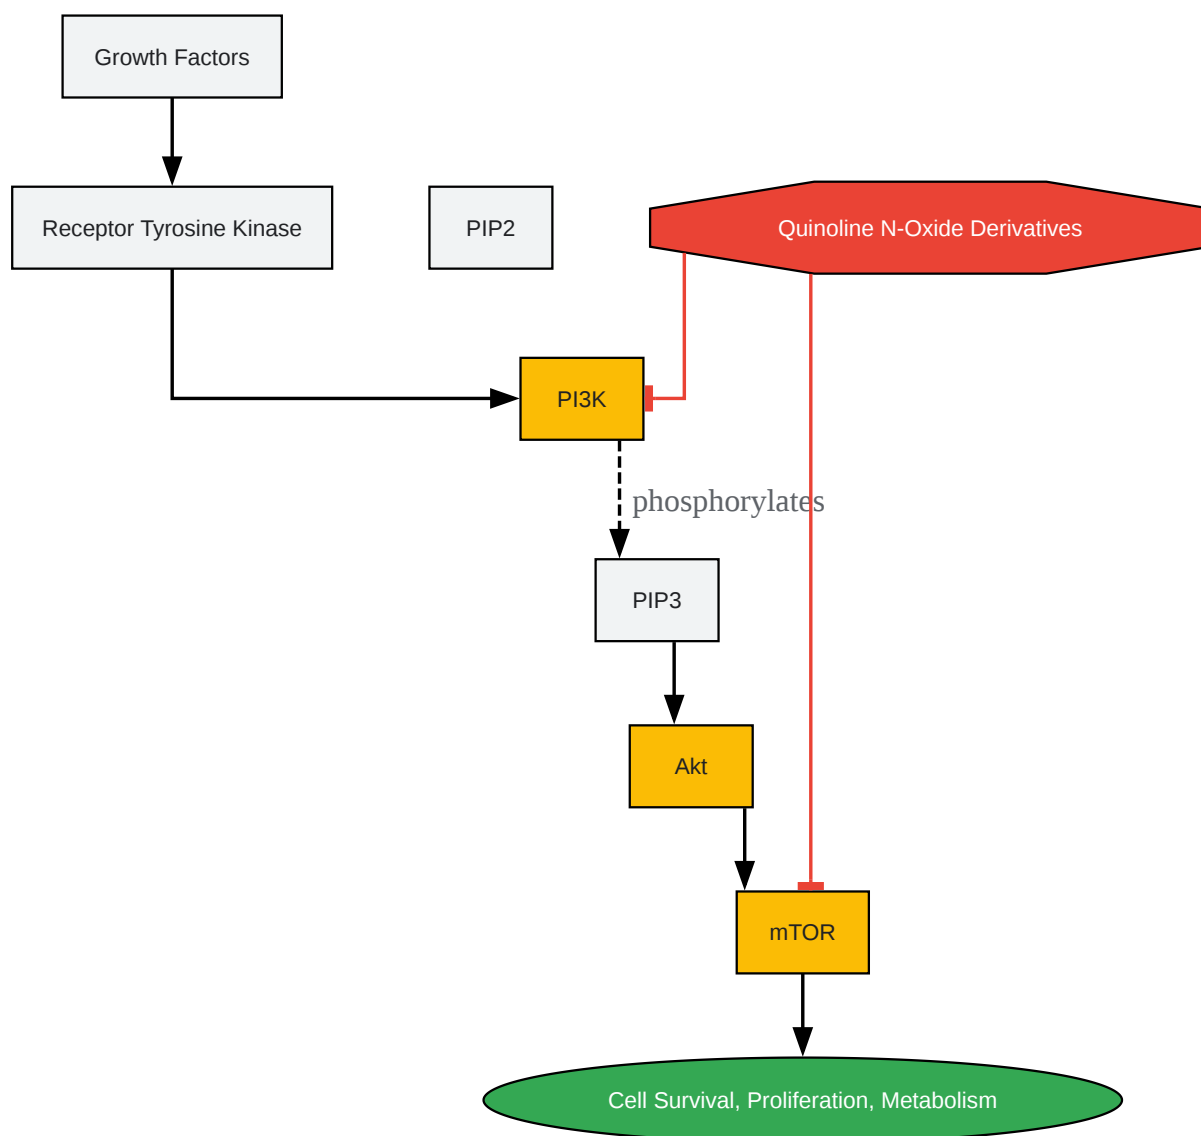 Growth Factors
Receptor Tyrosine Kinase
PIP2
Quinoline N-Oxide Derivatives
PI3K
phosphorylates
PIP3
Akt
mTOR
Cell Survival, Proliferation, Metabolism